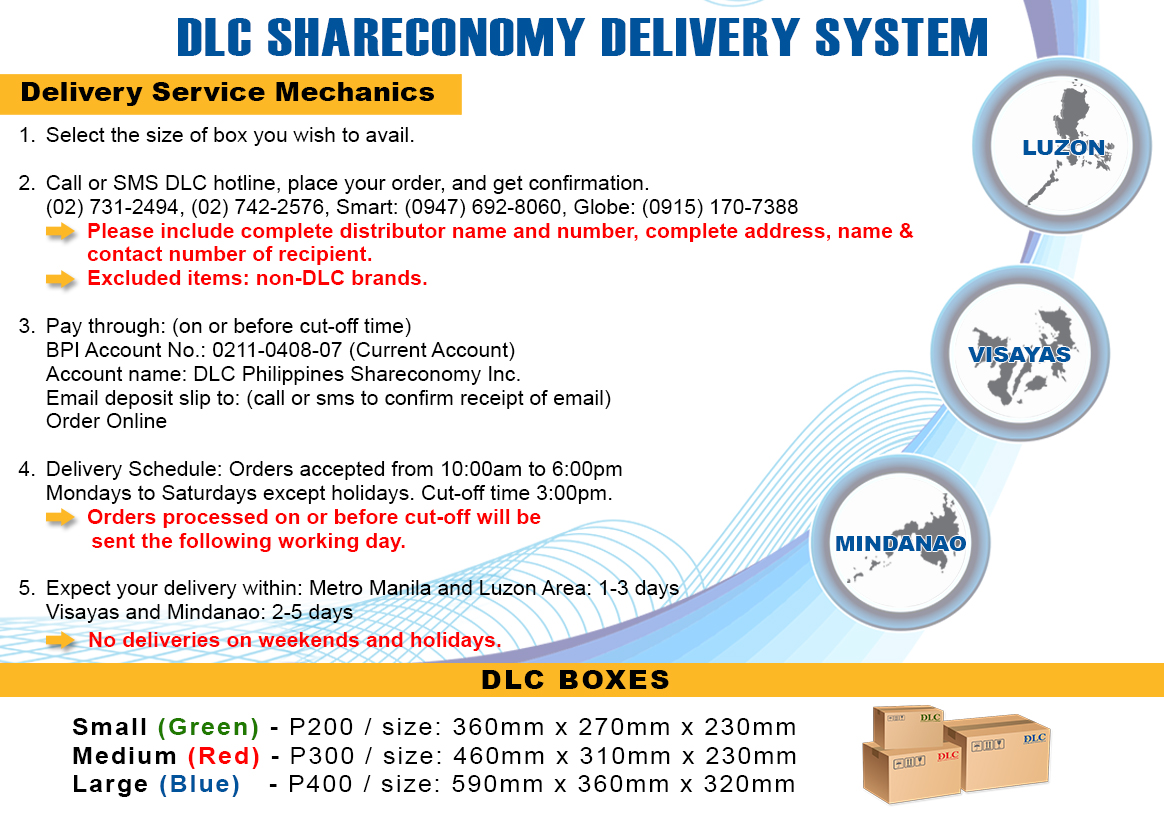 DLC SHARECONOMY DELIVERY SYSTEM
Delivery Service Mechanics
1. Select the size of box you wish to avail.
2. Call or SMS DLC hotline, place your order, and get confirmation.
(02) 731-2494, (02) 742-2576, Smart: (0947) 692-8060, Globe: (0915) 170-7388
Please include complete distributor name and number, complete address, name &
contact number of recipient.
Excluded items: non-DLC brands.
3. Pay through: (on or before cut-off time)
BPI Account No.: 0211-0408-07 (Current Account)
Account name: DLC Philippines Shareconomy Inc.
Email deposit slip to: (call or sms to confirm receipt of email)
Order Online
4. Delivery Schedule: Orders accepted from 10:00am to 6:00pm
Mondays to Saturdays except holidays. Cut-off time 3:00pm.
Orders processed on or before cut-off will be
sent the following working day.
5. Expect your delivery within: Metro Manila and Luzon Area: 1-3 days
Visayas and Mindanao: 2-5 days
No deliveries on weekends and holidays.
LUZON
VISAYAS
MINDANAO
DLC BOXES
Small (Green) - P200 / size: 360mm x 270mm x 230mm
Medium (Red) - P300 / size: 460mm x 310mm x 230mm
Large (Blue) - P400 / size: 590mm x 360mm x 320mm
DLC
DLC
DLC